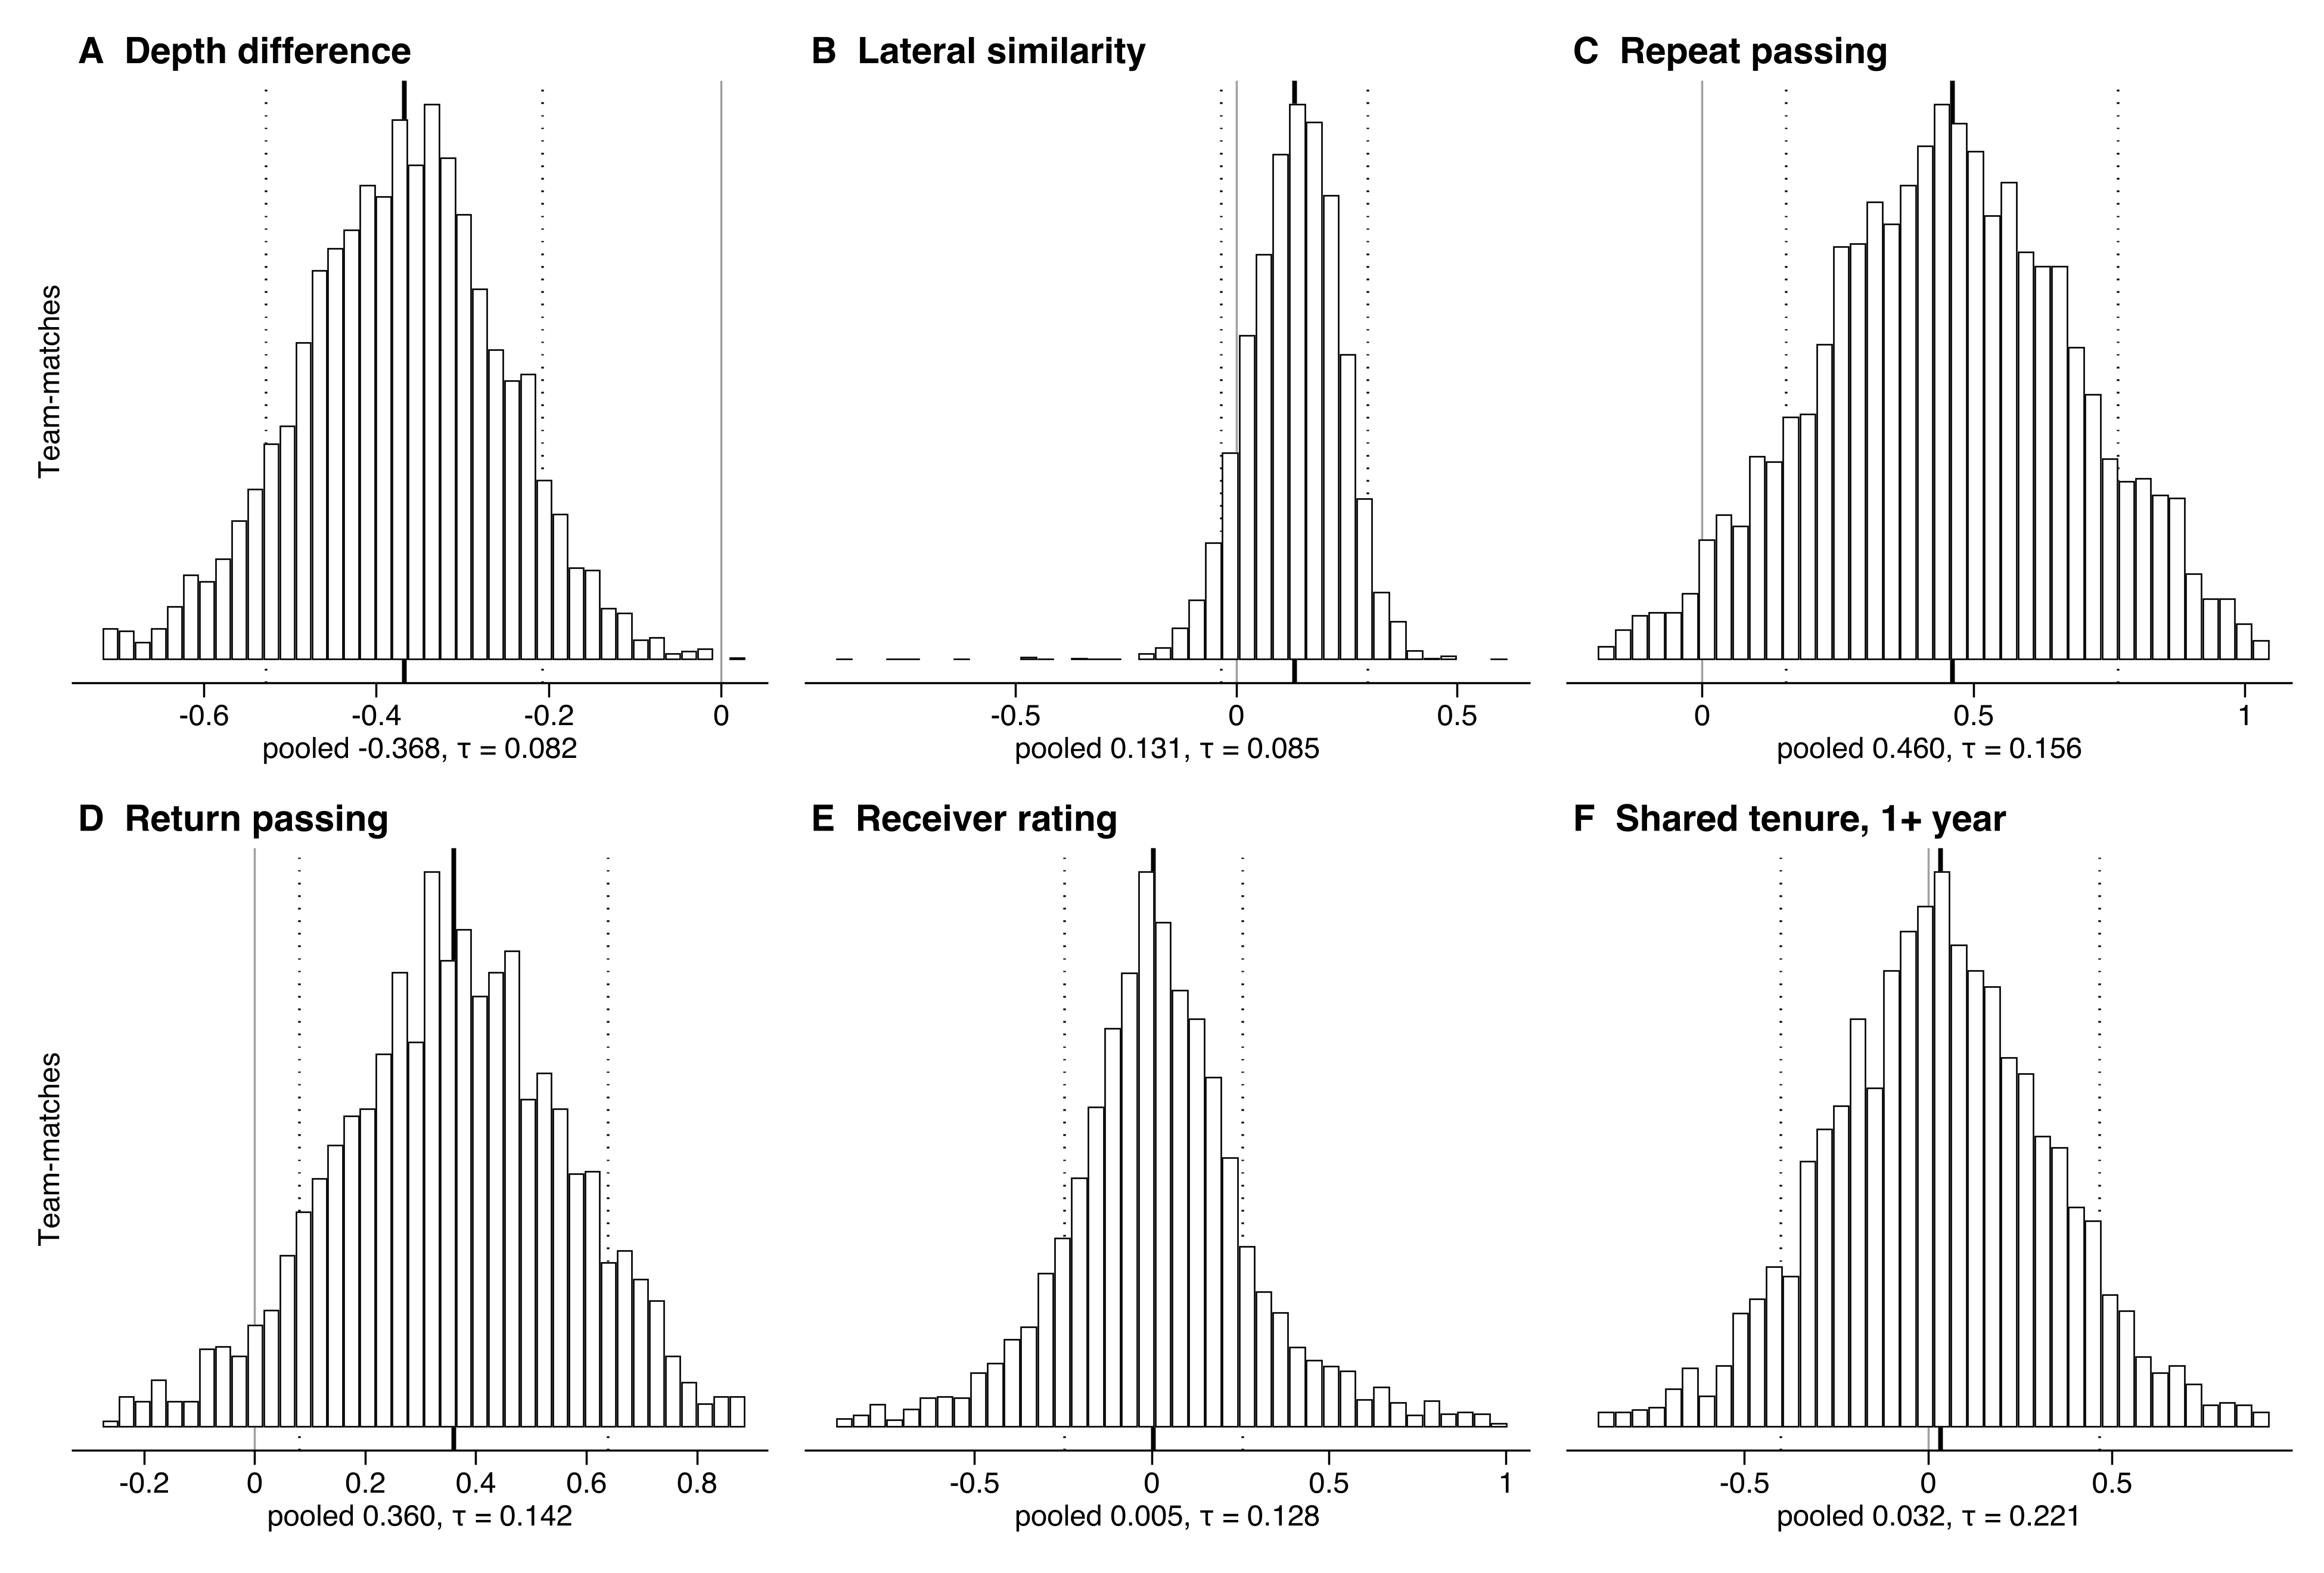 A Depth difference
B Lateral similarity
C Repeat passing
Team-matches
-0.6 -0.4 -0.2 0
-0.5 0 0.5
0 0.5 1
pooled -0.368, τ = 0.082
pooled 0.131, τ = 0.085
pooled 0.460, τ = 0.156
D Return passing
E Receiver rating
F Shared tenure, 1+ year
Team-matches
-0.2 0 0.2 0.4 0.6 0.8
-0.5 0 0.5 1
-0.5 0 0.5
pooled 0.360, τ = 0.142
pooled 0.005, τ = 0.128
pooled 0.032, τ = 0.221